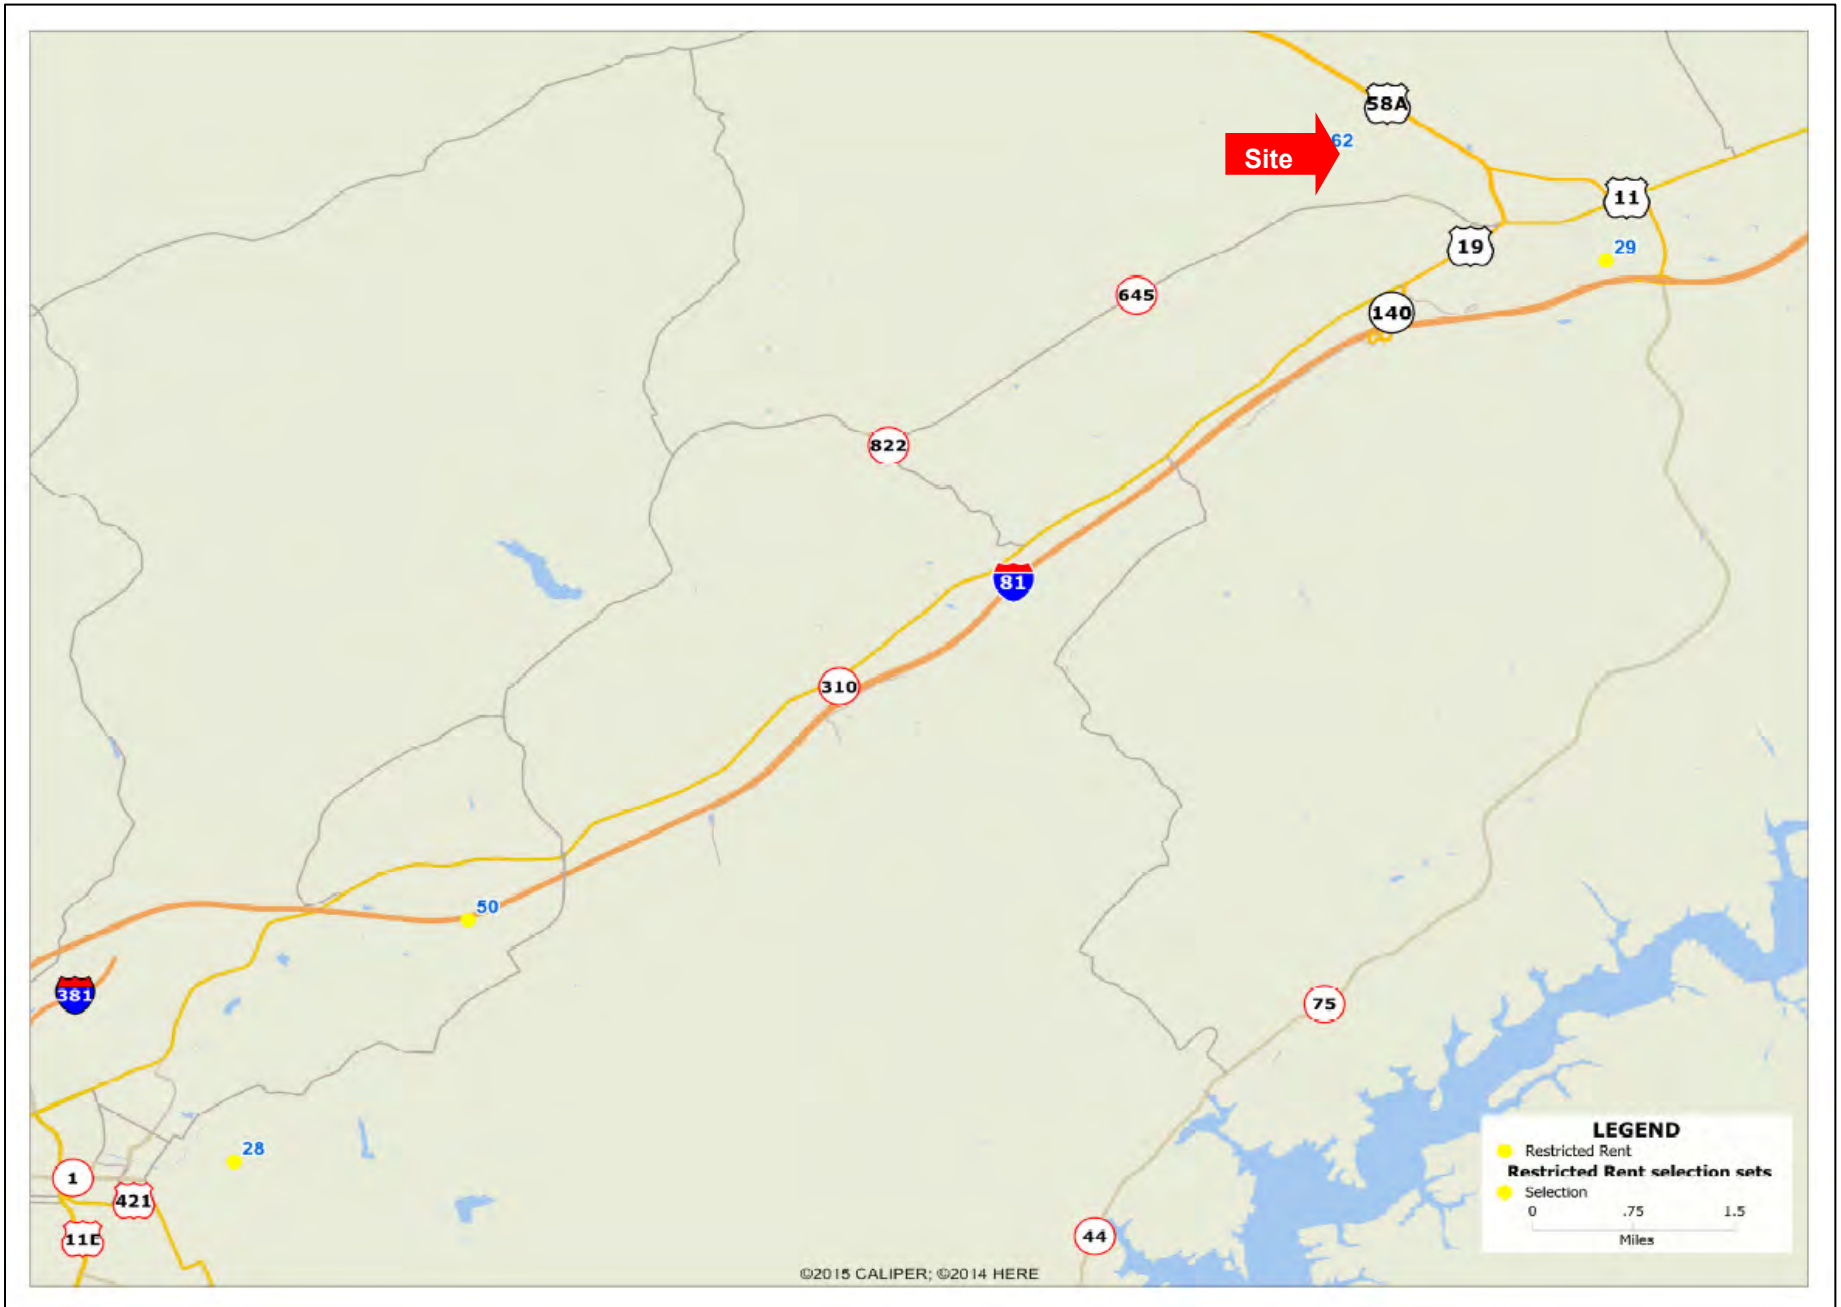 58A
62
Site
11
19
29
645
140
822
81
310
50
381
75
28
1
421
11E
44
LEGEND
Restricted Rent
Restricted Rent selection sets
Selection
0 .75 1.5
Miles
©2015 CALIPER; ©2014 HERE